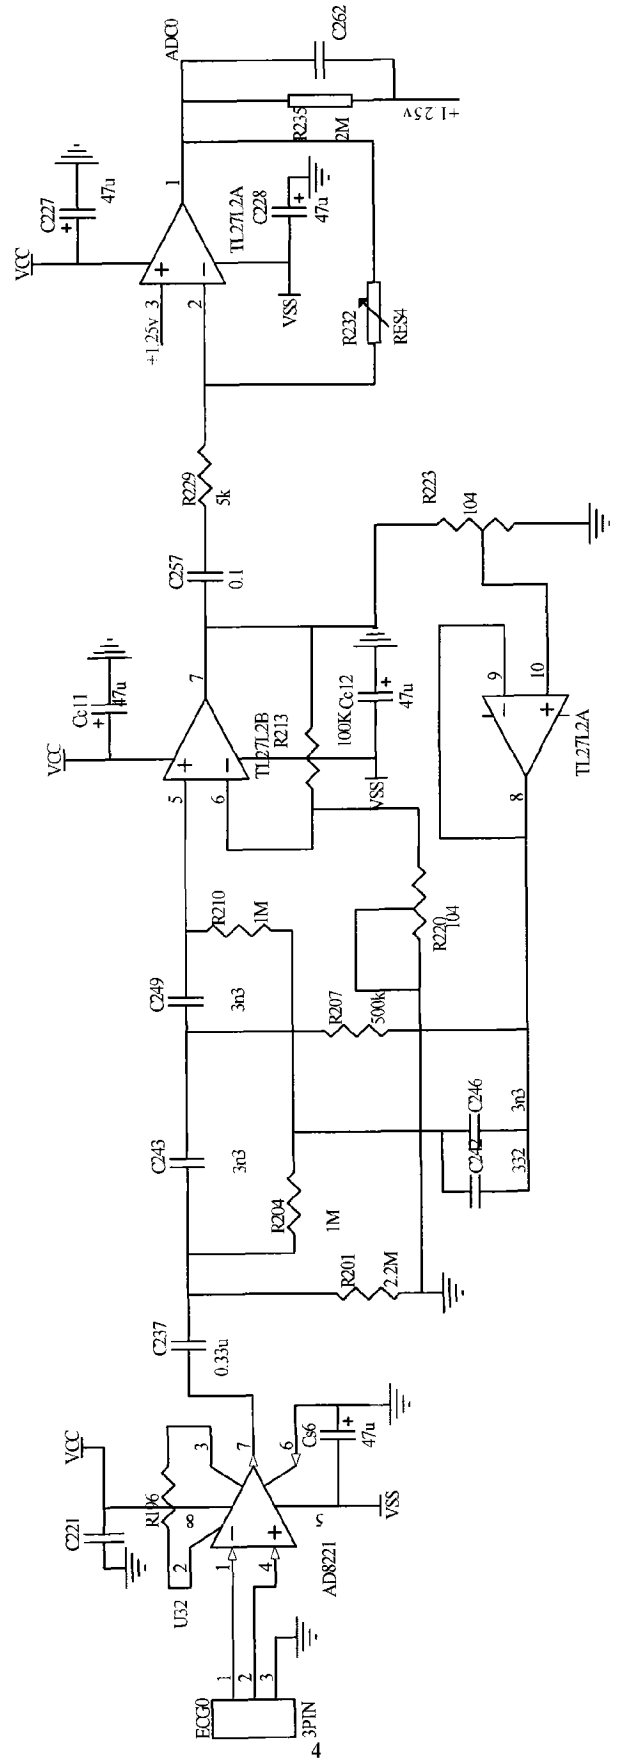 ECG0
3PIN
1
2
3
4
U32
C221
VCC
R196
1
2
3
4
5
6
7
8
AD8221
VSS
Cs6
47u
C237
0.33u
R201
2.2M
R204
1M
C243
3n3
C242
332
C246
3n3
C249
3n3
R207
500k
R210
1M
R220
104
VCC
Cc11
47u
5
6
7
TL27L2B
R213
100K
Cc12
47u
VSS
8
9
10
TL27L2A
R223
104
C257
0.1
R229
5k
R232
RES4
VCC
C227
47u
+1.25v
3
2
1
TL27L2A
C228
47u
VSS
ADC0
R235
2M
C262
+1.25v